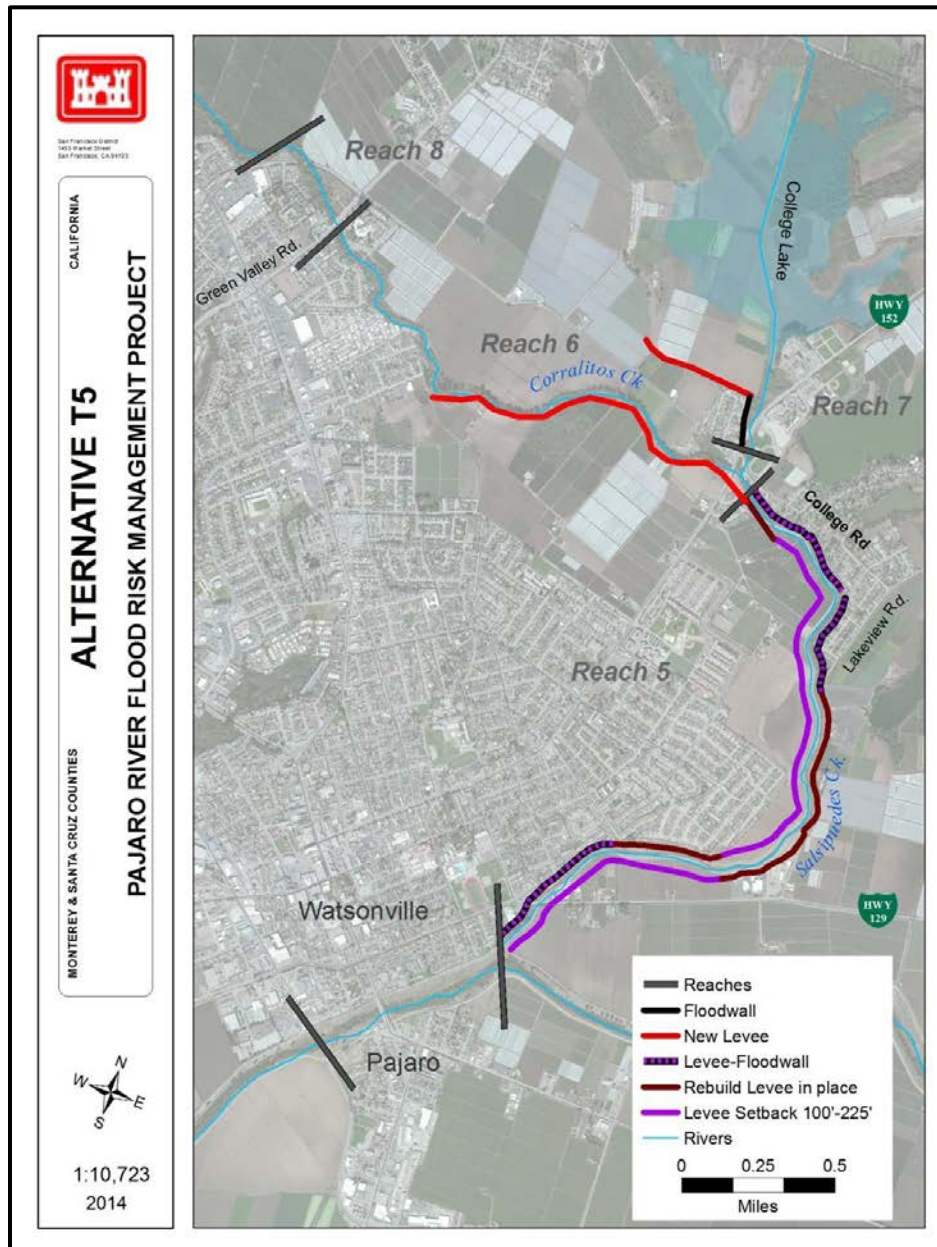 San Francisco District
1455 Market Street
San Francisco, CA 94103
MONTEREY & SANTA CRUZ COUNTIES
CALIFORNIA
ALTERNATIVE T5
PAJARO RIVER FLOOD RISK MANAGEMENT PROJECT
N
W
E
S
1:10,723
2014
Reach 8
Green Valley Rd.
College Lake
HWY
152
Reach 6
Corralitos Ck
Reach 7
College Rd
Lakeview Rd.
Reach 5
Salsipuedes Ck.
Watsonville
HWY
129
Pajaro
Reaches
Floodwall
New Levee
Levee-Floodwall
Rebuild Levee in place
Levee Setback 100'-225'
Rivers
0 0.25 0.5
Miles